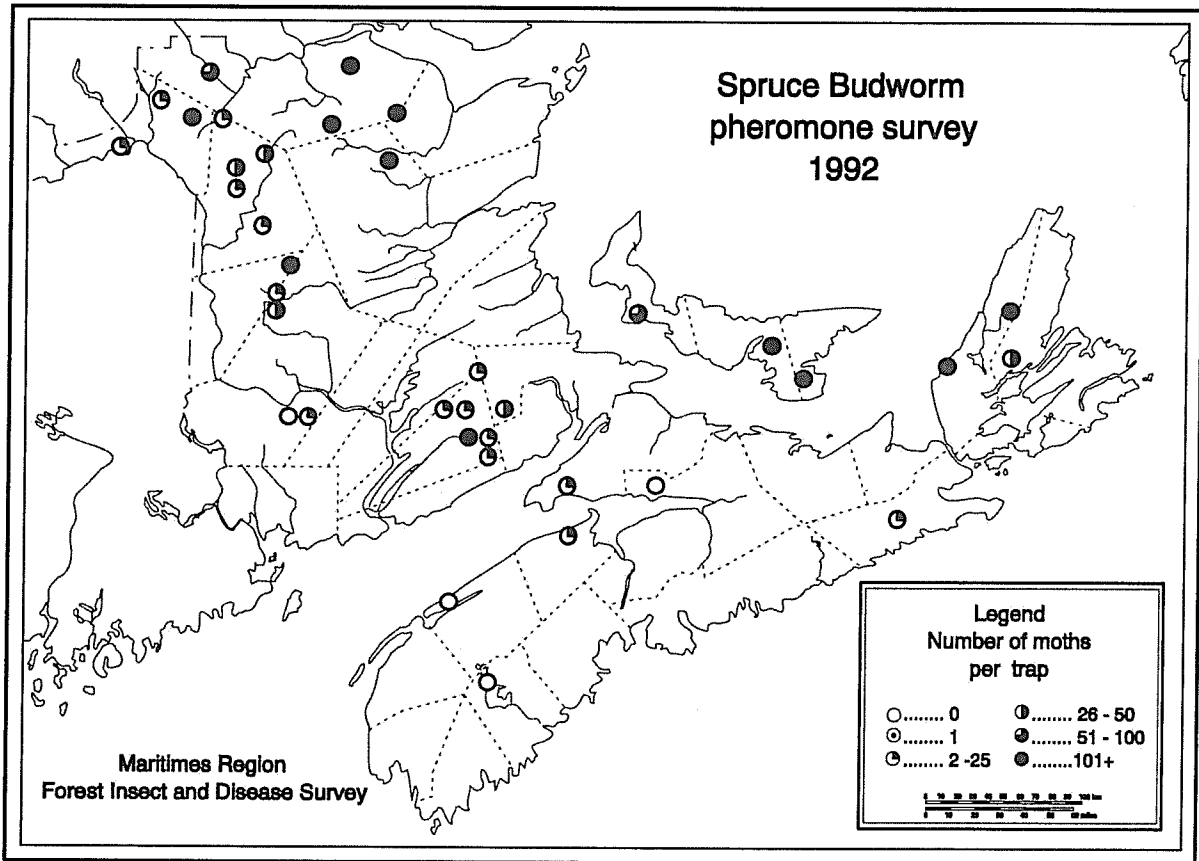 Spruce Budworm
pheromone survey
1992
Maritimes Region
Forest Insect and Disease Survey
Legend
Number of moths
per trap
........ 0
........ 1
........ 2 -25
........ 26 - 50
........ 51 - 100
........101+